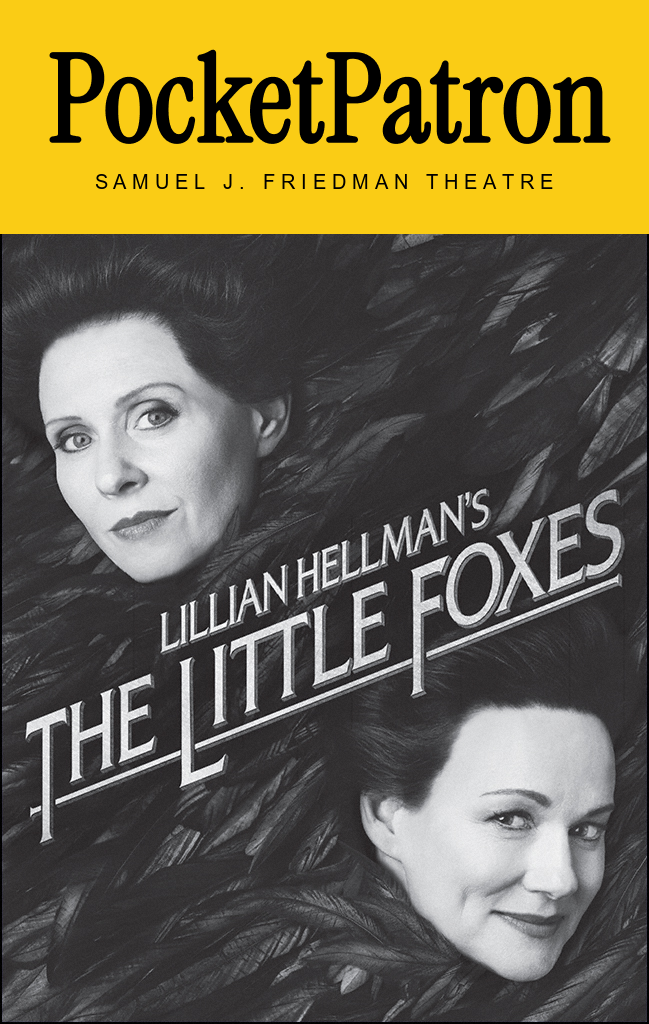 PocketPatron
SAMUEL J. FRIEDMAN THEATRE
LILLIAN HELLMAN'S
THE LITTLE FOXES